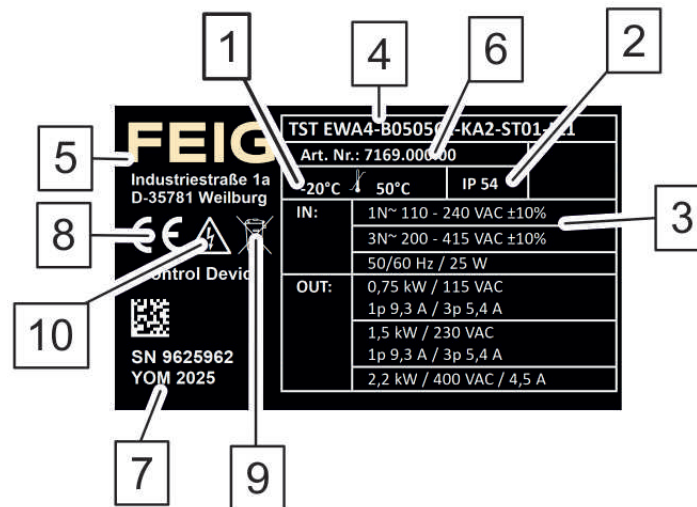 1
4
6
2
5
3
8
10
7
9
FEIG
Industriestraße 1a
D-35781 Weilburg
CE
Control Device
SN 9625962
YOM 2025
TST EWA4-B0505
-KA2-ST01-
1
Art. Nr.: 7169.000.00
-20°C 50°C
IP 54
IN:
1N~ 110 - 240 VAC ±10%
3N~ 200 - 415 VAC ±10%
50/60 Hz / 25 W
OUT:
0,75 kW / 115 VAC
1p 9,3 A / 3p 5,4 A
1,5 kW / 230 VAC
1p 9,3 A / 3p 5,4 A
2,2 kW / 400 VAC / 4,5 A